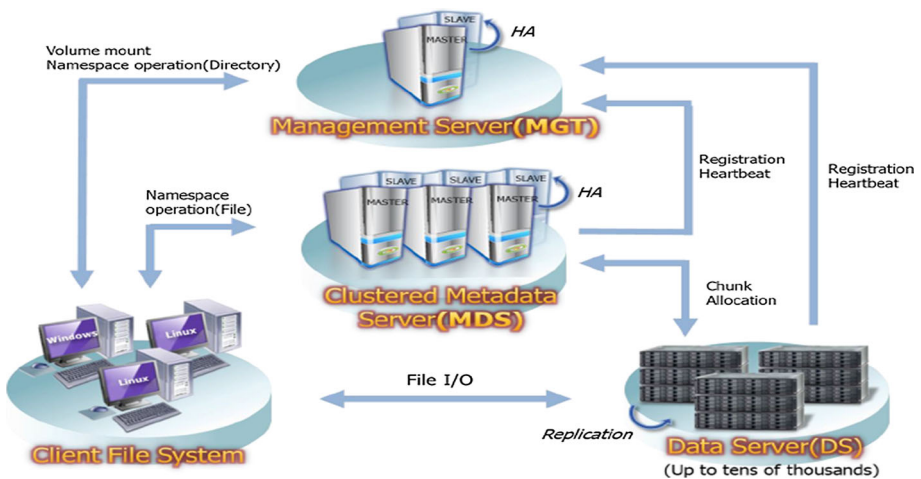 SLAVE
HA
MASTER
Volume mount
Namespace operation(Directory)
Management Server(MGT)
Registration
Heartbeat
Registration
Heartbeat
Namespace
operation(File)
SLAVE
SLAVE
SLAVE
HA
MASTER
MASTER
MASTER
Clustered Metadata
Server(MDS)
Chunk
Allocation
Windows
Linux
Linux
File I/O
Replication
Client File System
Data Server(DS)
(Up to tens of thousands)